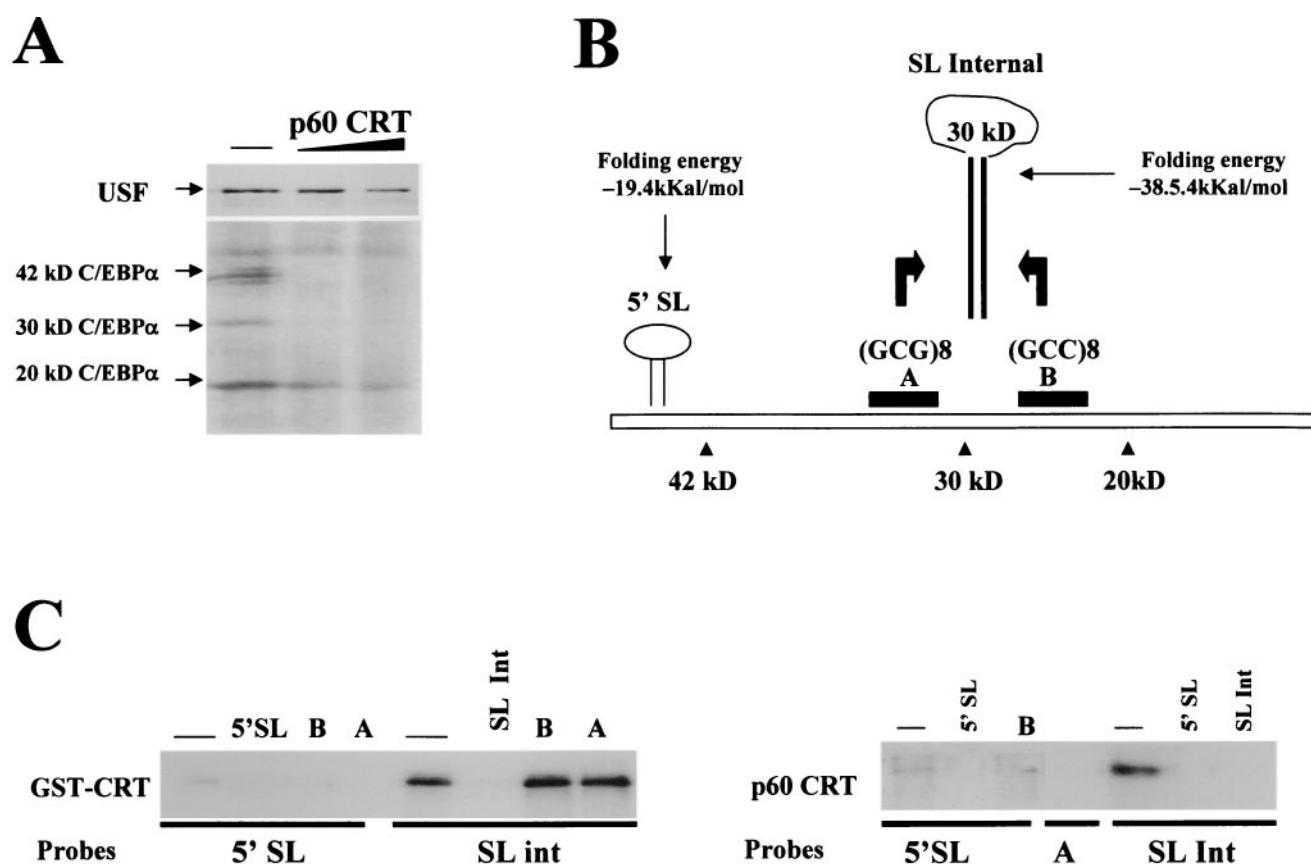 A
p60 CRT
USF
42 kD C/EBPα
30 kD C/EBPα
20 kD C/EBPα
B
SL Internal
30 kD
Folding energy
–19.4kKal/mol
Folding energy
–38.5.4kKal/mol
5’ SL
(GCG)8
(GCC)8
A
B
42 kD
30 kD
20kD
C
5’SL
B
A
SL Int
B
A
GST-CRT
Probes
5’ SL
SL int
5’ SL
B
5’ SL
SL Int
p60 CRT
Probes
5’SL
A
SL Int